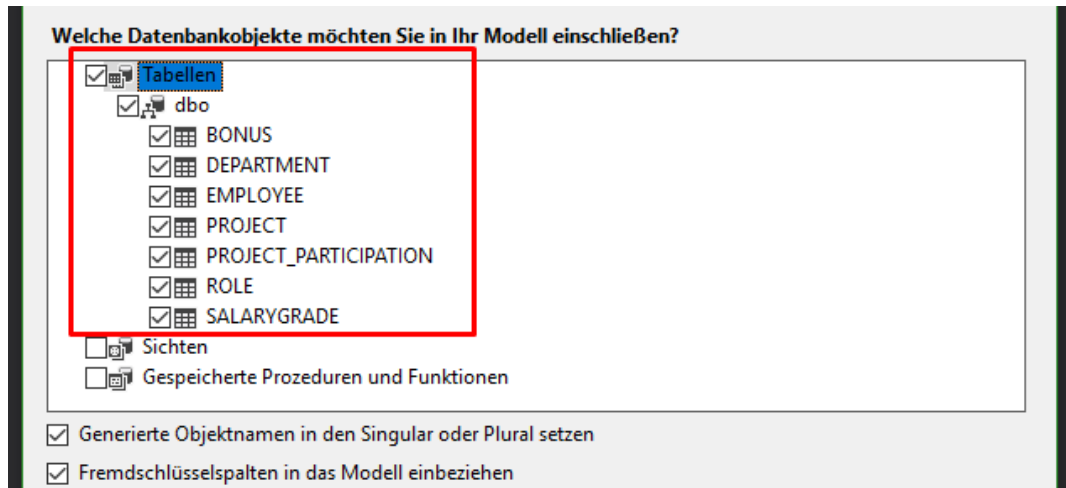 Welche Datenbankobjekte möchten Sie in Ihr Modell einschließen?
Tabellen
dbo
BONUS
DEPARTMENT
EMPLOYEE
PROJECT
PROJECT_PARTICIPATION
ROLE
SALARYGRADE
Sichten
Gespeicherte Prozeduren und Funktionen
Generierte Objektnamen in den Singular oder Plural setzen
Fremdschlüsselspalten in das Modell einbeziehen